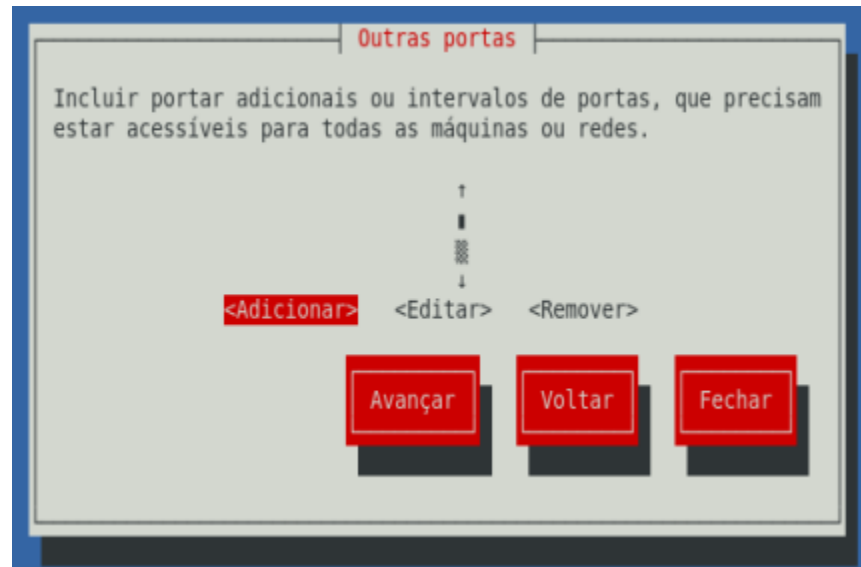 Outras portas
Incluir portar adicionais ou intervalos de portas, que precisam
estar acessíveis para todas as máquinas ou redes.
<Adicionar> <Editar> <Remover>
Avançar Voltar Fechar